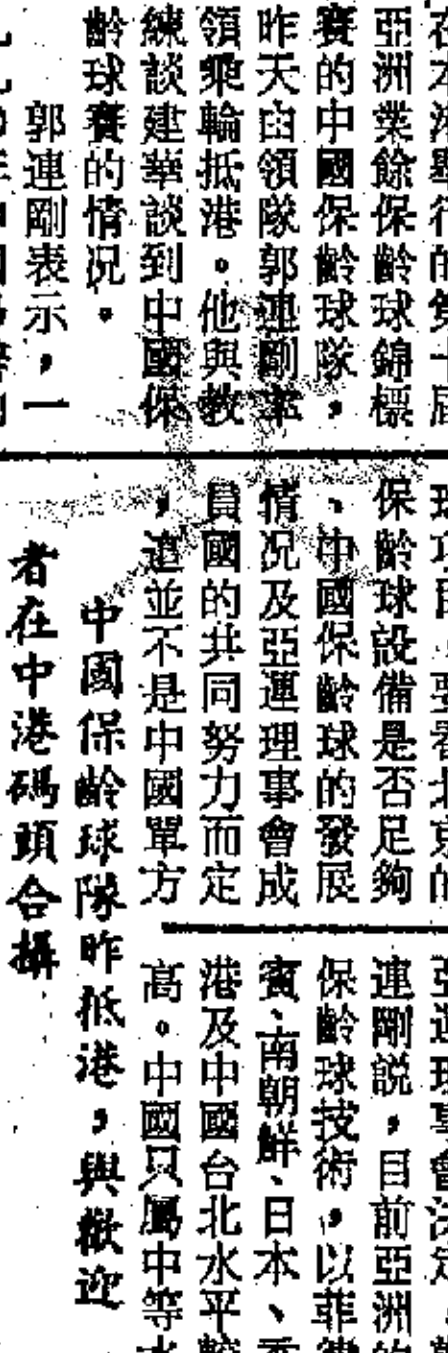 亞洲業餘保齡球錦標
賽的中國保齡球隊，
昨天由領隊郭連剛率
領乘輪抵港。他與教
練談建華談到中國保
齡球賽的情况。
郭連剛表示，一
保齡球設備是否足夠
、中國保齡球的發展
情况及亞運理事會成
員國的共同努力而定
，這並不是中國單方
連剛説，目前亞洲的
保齡球技術，以菲律
賓、南朝鮮、日本、香
港及中國台北水平較
高。中國只屬中等水
中國保齡球隊昨抵港，與歡迎
者在中港碼頭合攝